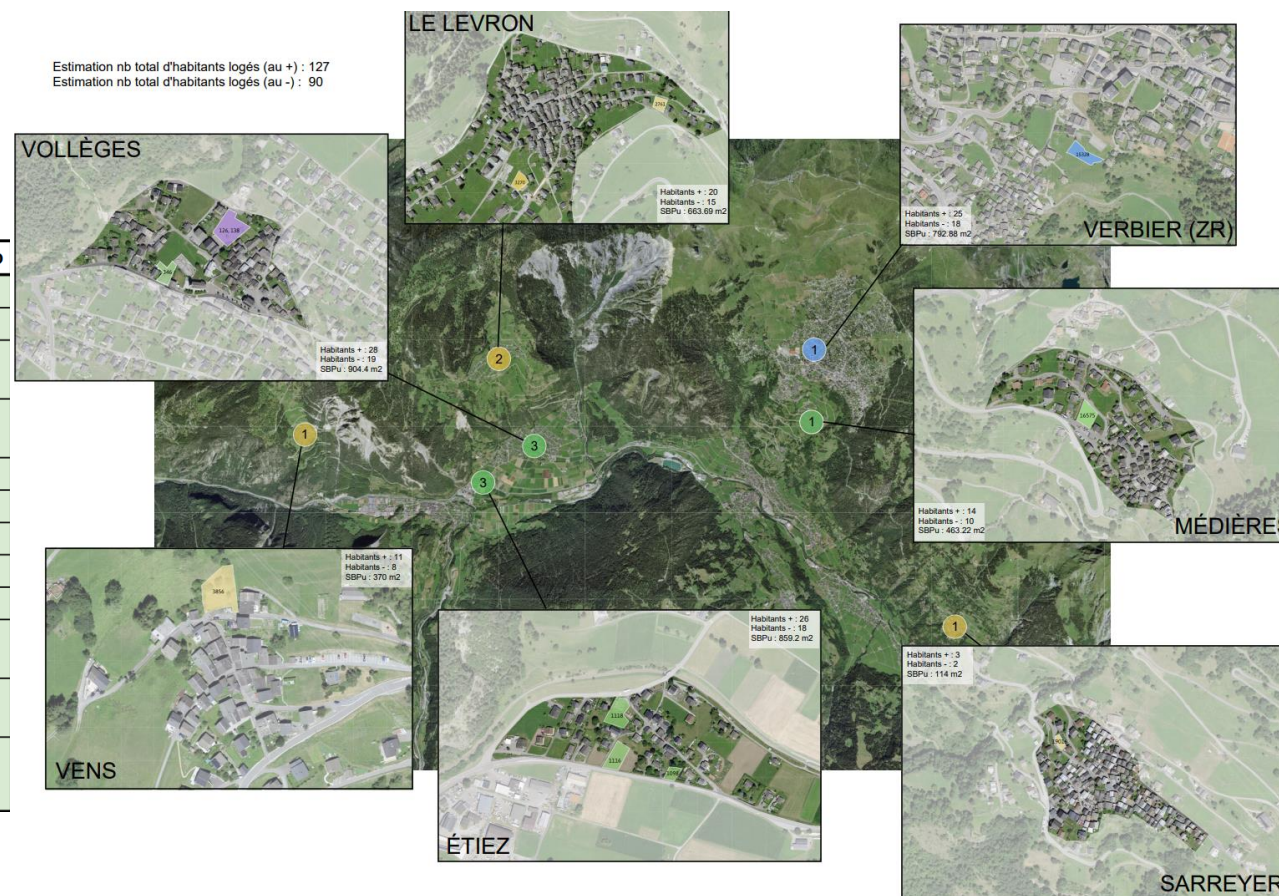 Estimation nb total d'habitants logés (au +) : 127
Estimation nb total d'habitants logés (au -) : 90
LE LEVRON
Habitants + : 20
Habitants - : 15
SBPu : 663.69 m2
VERBIER (ZR)
15328
Habitants + : 25
Habitants - : 18
SBPu : 792.88 m2
VOLLÈGES
Habitants + : 28
Habitants - : 19
SBPu : 904.4 m2
MÉDIÈRES
16575
Habitants + : 14
Habitants - : 10
SBPu : 463.22 m2
2
1
1
1
3
3
1
VENS
3856
Habitants + : 11
Habitants - : 8
SBPu : 370 m2
ÉTIEZ
1118
Habitants + : 26
Habitants - : 18
SBPu : 859.2 m2
SARREYER
Habitants + : 3
Habitants - : 2
SBPu : 114 m2